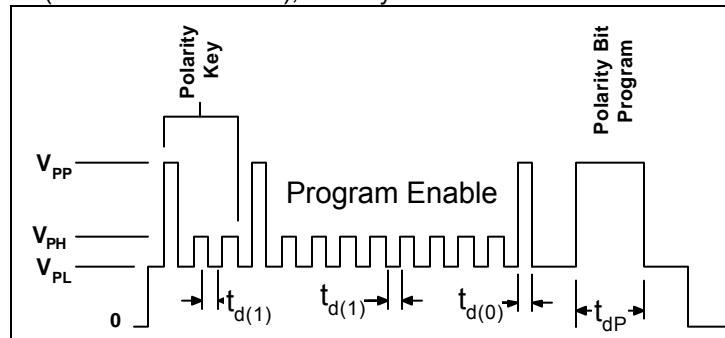 Polarity
Key
Polarity Bit
Program
VPP
Program Enable
VPH
VPL
td(1)
td(1)
td(0)
tdP
0